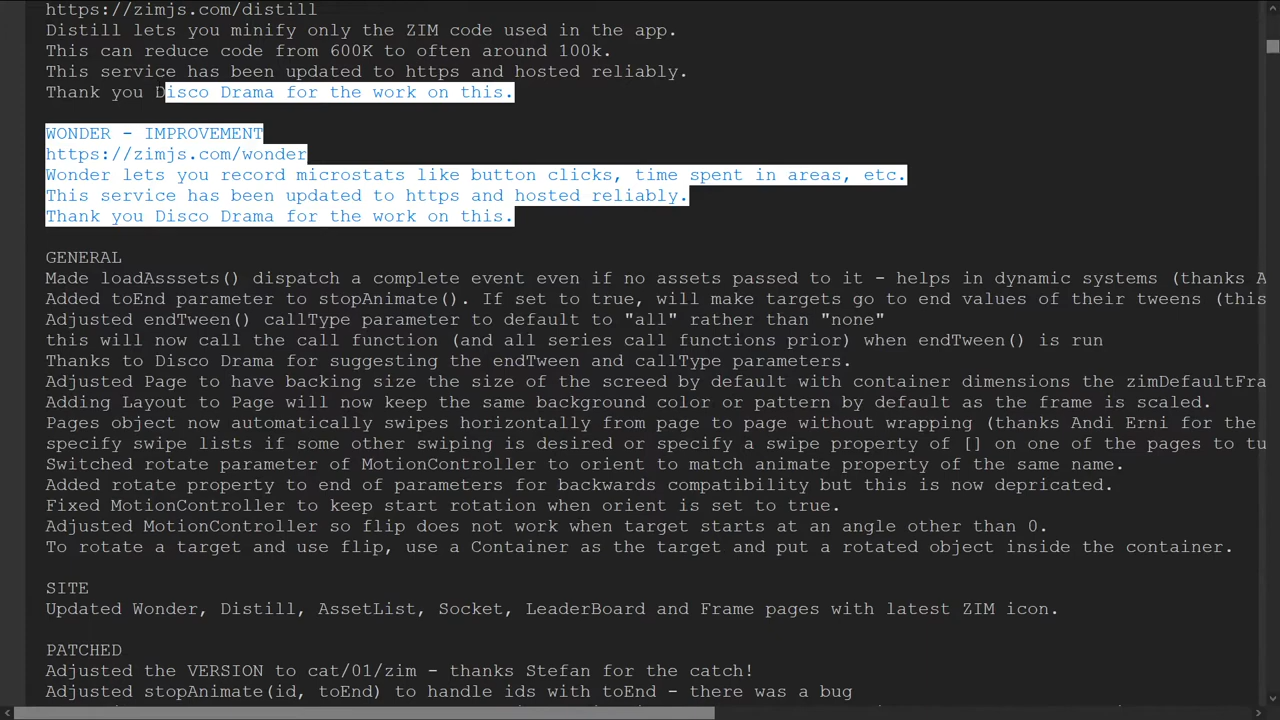 https://zimjs.com/distill
Distill lets you minify only the ZIM code used in the app.
This can reduce code from 600K to often around 100k.
This service has been updated to https and hosted reliably.
Thank you Disco Drama for the work on this.
WONDER - IMPROVEMENT
https://zimjs.com/wonder
Wonder lets you record microstats like button clicks, time spent in areas, etc.
This service has been updated to https and hosted reliably.
Thank you Disco Drama for the work on this.
GENERAL
Made loadAsssets() dispatch a complete event even if no assets passed to it - helps in dynamic systems (thanks A
Added toEnd parameter to stopAnimate(). If set to true, will make targets go to end values of their tweens (this
Adjusted endTween() callType parameter to default to "all" rather than "none"
this will now call the call function (and all series call functions prior) when endTween() is run
Thanks to Disco Drama for suggesting the endTween and callType parameters.
Adjusted Page to have backing size the size of the screed by default with container dimensions the zimDefaultFra
Adding Layout to Page will now keep the same background color or pattern by default as the frame is scaled.
Pages object now automatically swipes horizontally from page to page without wrapping (thanks Andi Erni for the
specify swipe lists if some other swiping is desired or specify a swipe property of [] on one of the pages to tu
Switched rotate parameter of MotionController to orient to match animate property of the same name.
Added rotate property to end of parameters for backwards compatibility but this is now depricated.
Fixed MotionController to keep start rotation when orient is set to true.
Adjusted MotionController so flip does not work when target starts at an angle other than 0.
To rotate a target and use flip, use a Container as the target and put a rotated object inside the container.
SITE
Updated Wonder, Distill, AssetList, Socket, LeaderBoard and Frame pages with latest ZIM icon.
PATCHED
Adjusted the VERSION to cat/01/zim - thanks Stefan for the catch!
Adjusted stopAnimate(id, toEnd) to handle ids with toEnd - there was a bug